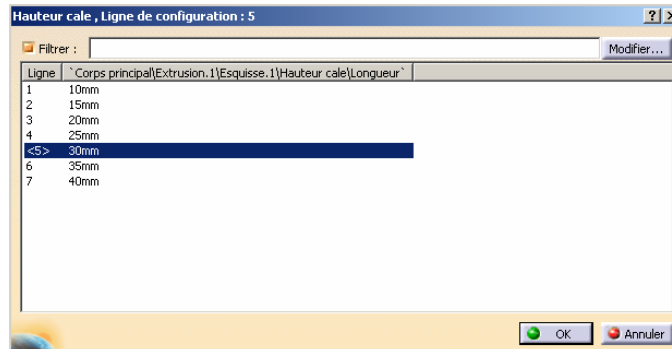 Hauteur cale , Ligne de configuration : 5
Filtrer : Modifier...
Ligne `Corps principal\Extrusion.1\Esquisse.1\Hauteur cale\Longueur`
1 10mm
2 15mm
3 20mm
4 25mm
<5> 30mm
6 35mm
7 40mm
OK Annuler